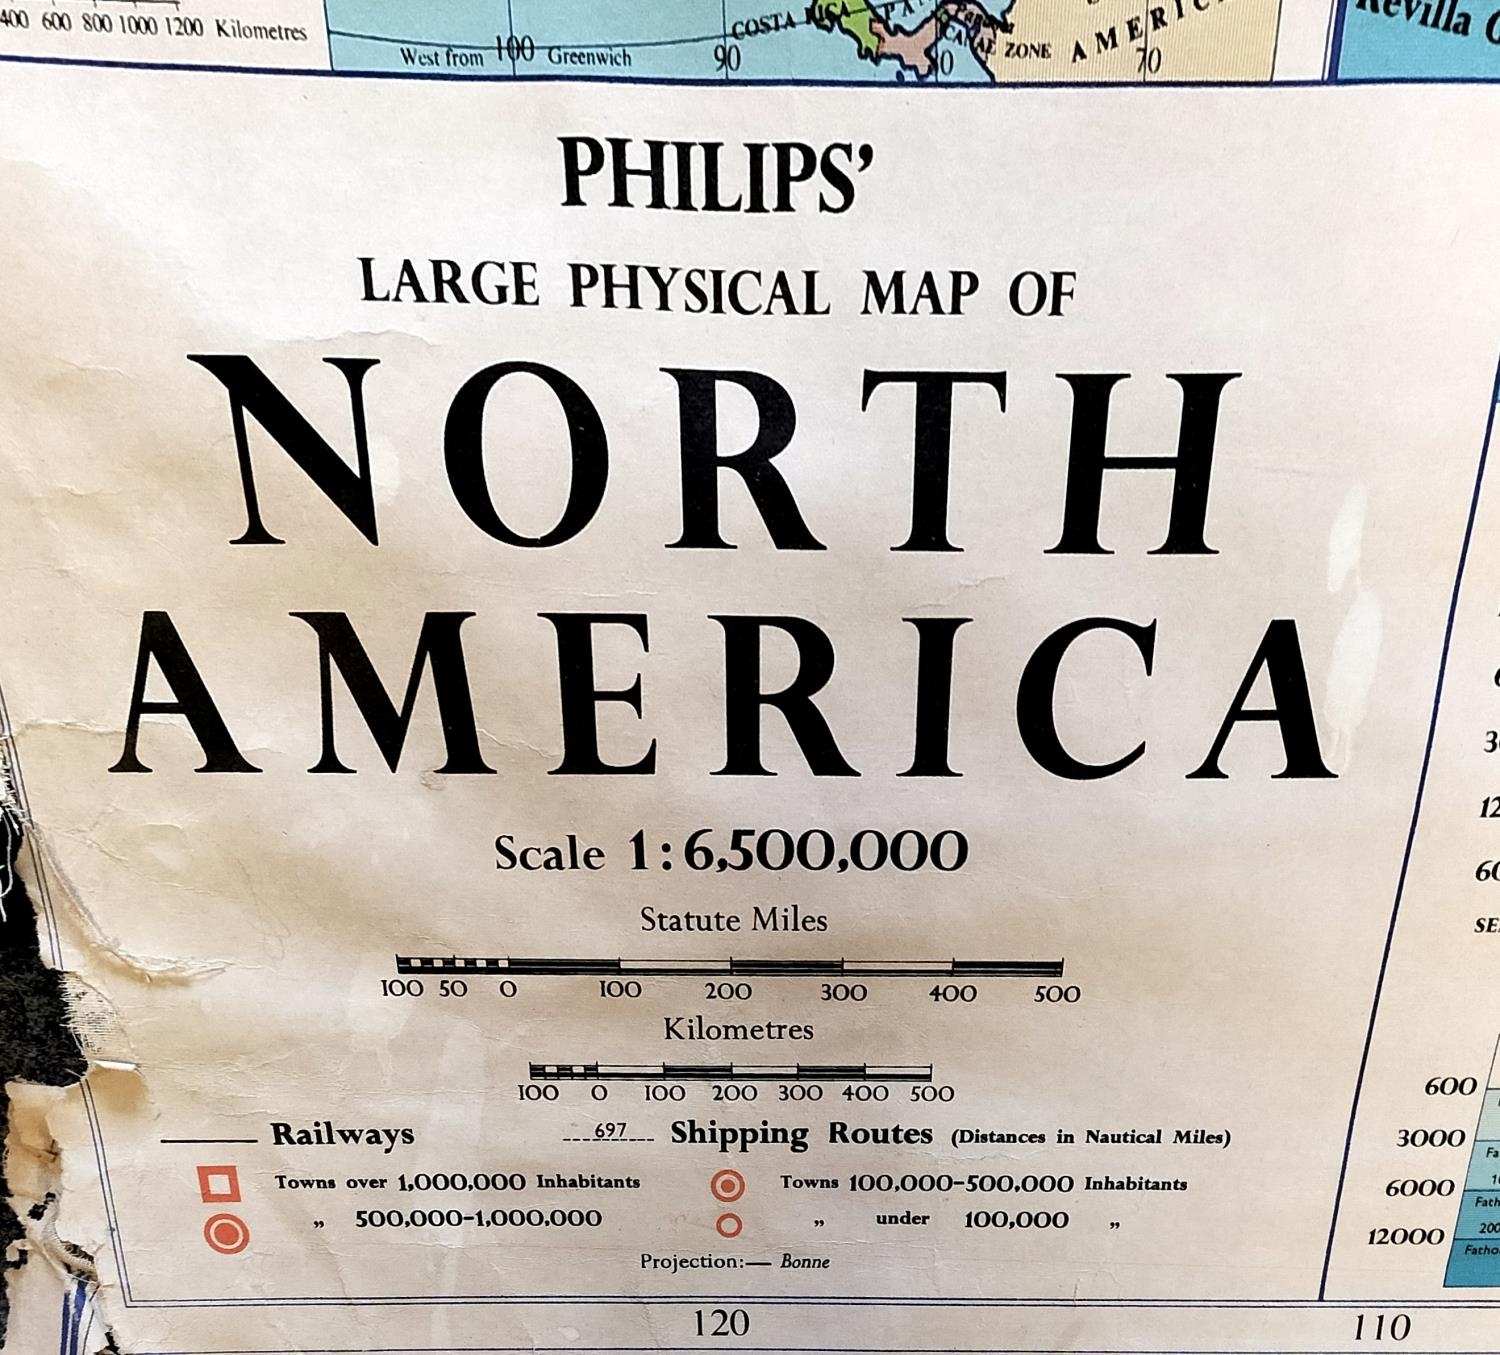 400 600 800 1000 1200 Kilometres
West from 100 Greenwich
90
70
COSTA RICA
CANAL ZONE
AMERIC
Revilla G
PHILIPS’
LARGE PHYSICAL MAP OF
NORTH
AMERICA
Scale 1:6,500,000
Statute Miles
100 50 0 100 200 300 400 500
Kilometres
100 0 100 200 300 400 500
Railways 697 Shipping Routes (Distances in Nautical Miles)
Towns over 1,000,000 Inhabitants Towns 100,000-500,000 Inhabitants
„ 500,000-1,000,000 „ under 100,000 „
Projection:— Bonne
600
3000
6000
12000
120
110